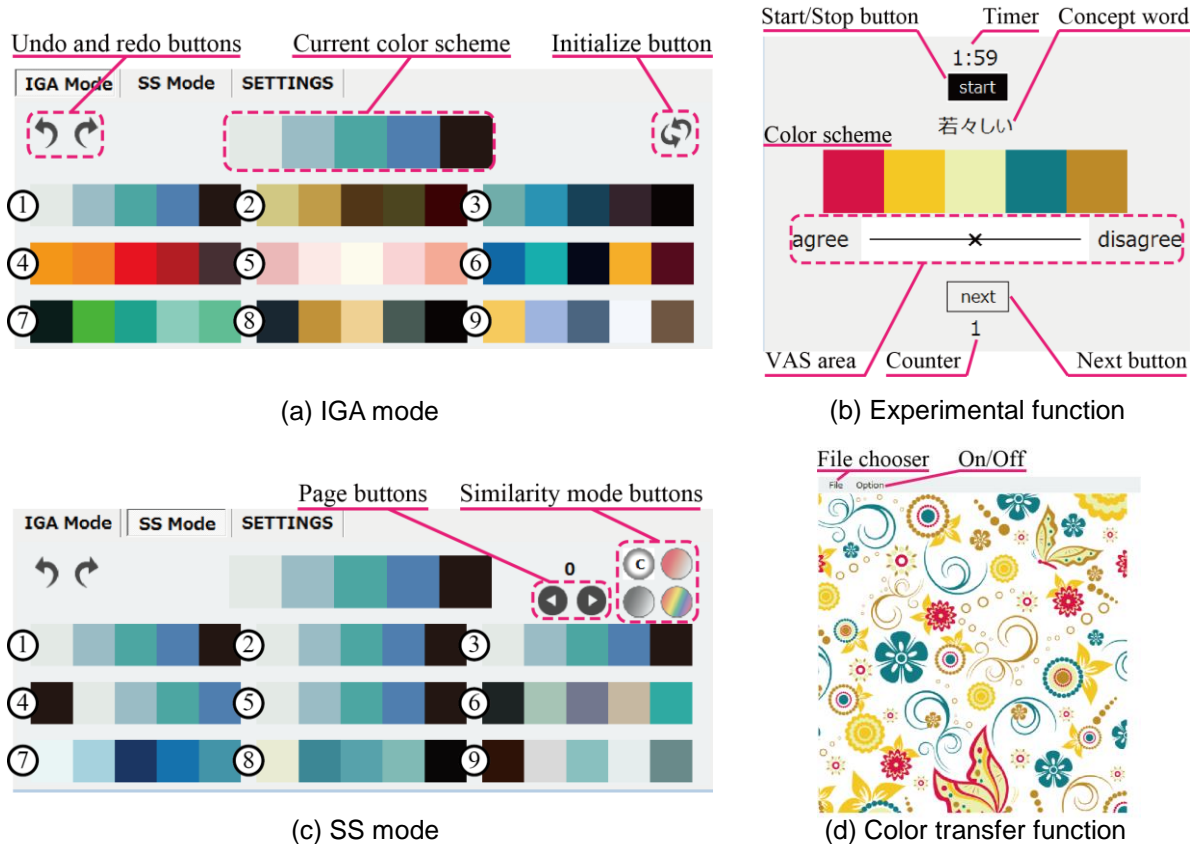 Undo and redo buttons
Current color scheme
Initialize button
IGA Mode SS Mode SETTINGS
1 2 3
4 5 6
7 8 9
(a) IGA mode
Start/Stop button
Timer
Concept word
1:59
start
若々しい
Color scheme
agree
disagree
next
1
VAS area
Counter
Next button
(b) Experimental function
Page buttons
Similarity mode buttons
IGA Mode SS Mode SETTINGS
0
C
1 2 3
4 5 6
7 8 9
(c) SS mode
File chooser
On/Off
File Option
(d) Color transfer function